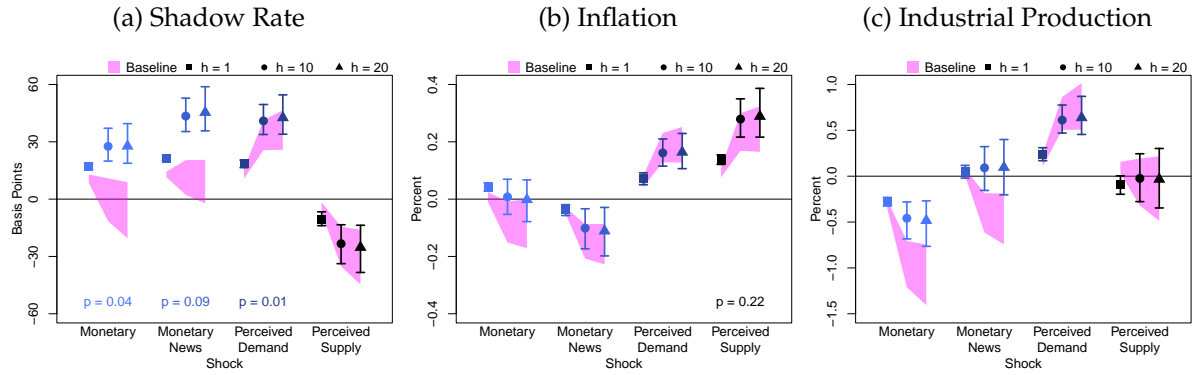 (a) Shadow Rate
Baseline h = 1 h = 10 h = 20
60
30
0
−30
−60
Basis Points
p = 0.04 p = 0.09 p = 0.01
Monetary Monetary News Perceived Demand Perceived Supply
Shock
(b) Inflation
Baseline h = 1 h = 10 h = 20
0.4
0.2
0.0
−0.2
−0.4
Percent
p = 0.22
Monetary Monetary News Perceived Demand Perceived Supply
Shock
(c) Industrial Production
Baseline h = 1 h = 10 h = 20
1.0
0.5
0.0
−0.5
−1.0
−1.5
Percent
Monetary Monetary News Perceived Demand Perceived Supply
Shock